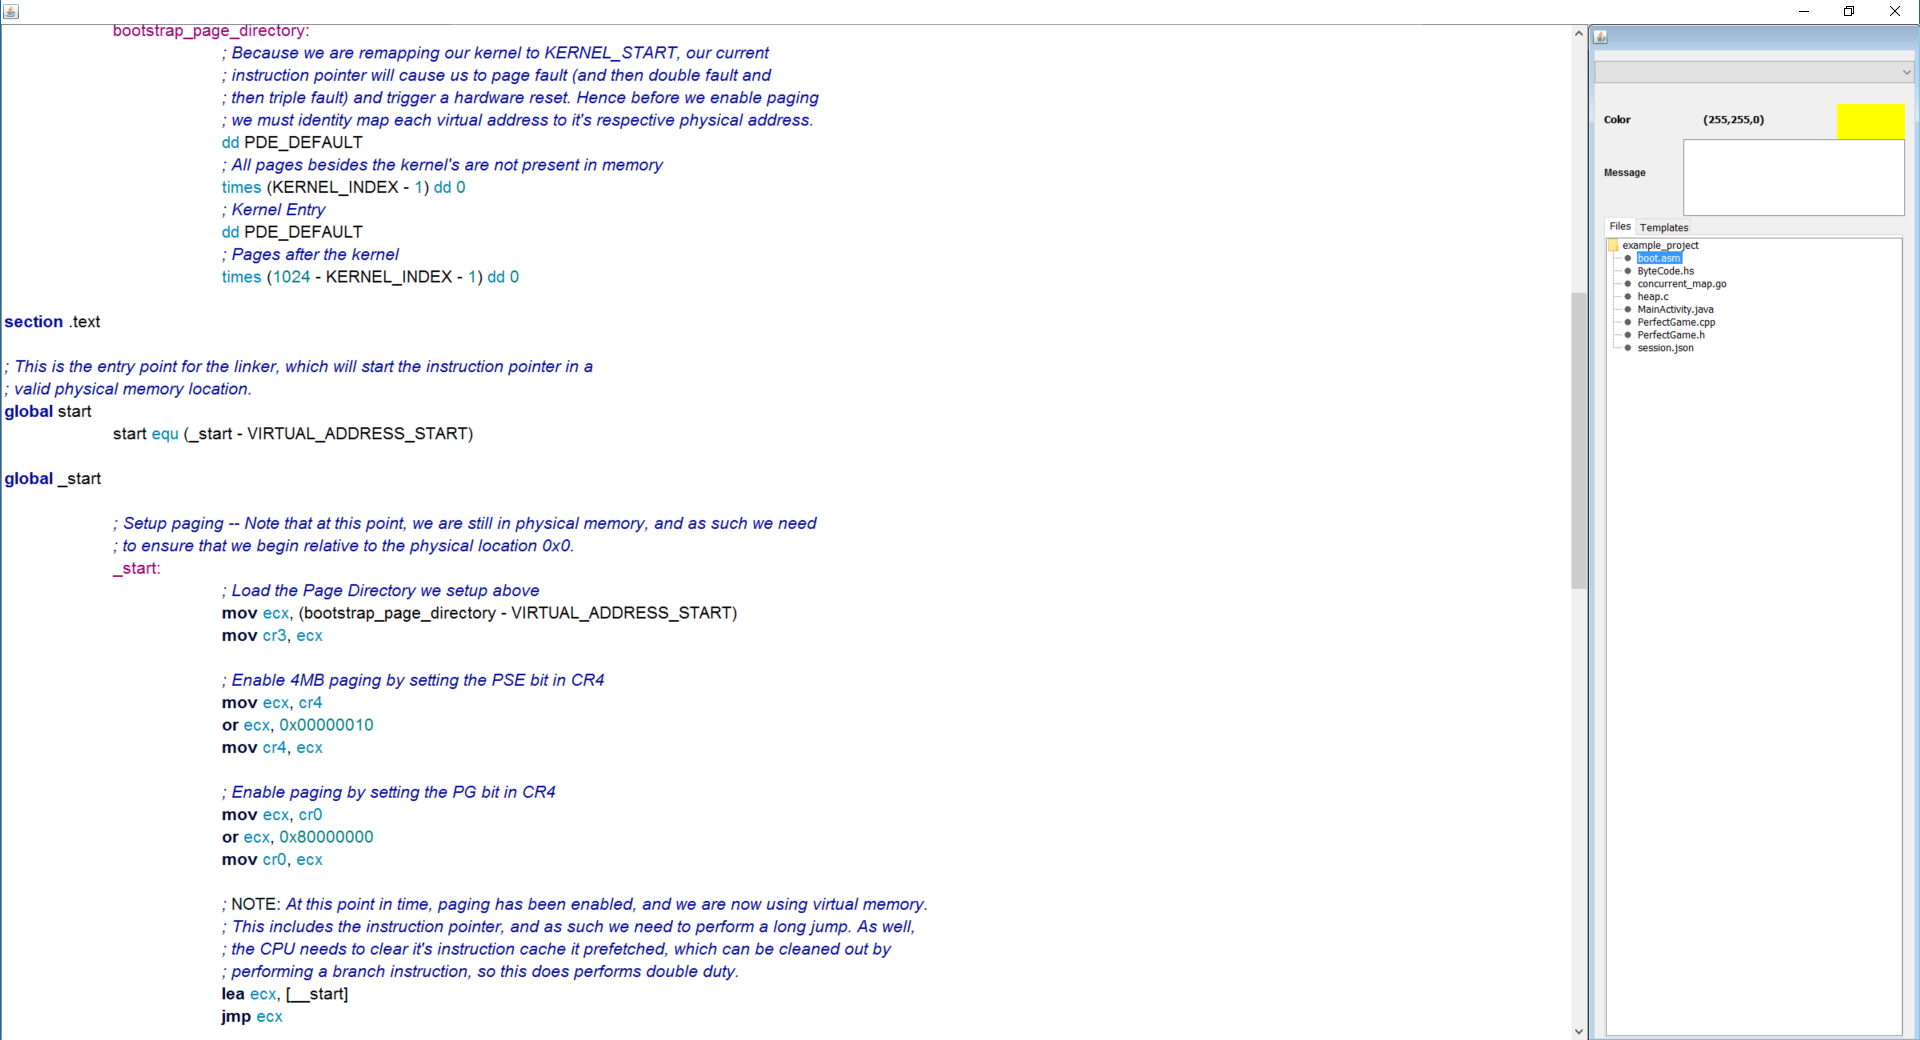 bootstrap_page_directory:
; Because we are remapping our kernel to KERNEL_START, our current
; instruction pointer will cause us to page fault (and then double fault and
; then triple fault) and trigger a hardware reset. Hence before we enable paging
; we must identity map each virtual address to it's respective physical address.
dd PDE_DEFAULT
; All pages besides the kernel's are not present in memory
times (KERNEL_INDEX - 1) dd 0
; Kernel Entry
dd PDE_DEFAULT
; Pages after the kernel
times (1024 - KERNEL_INDEX - 1) dd 0
section .text
; This is the entry point for the linker, which will start the instruction pointer in a
; valid physical memory location.
global start
start equ (_start - VIRTUAL_ADDRESS_START)
global _start
; Setup paging -- Note that at this point, we are still in physical memory, and as such we need
; to ensure that we begin relative to the physical location 0x0.
_start:
; Load the Page Directory we setup above
mov ecx, (bootstrap_page_directory - VIRTUAL_ADDRESS_START)
mov cr3, ecx
; Enable 4MB paging by setting the PSE bit in CR4
mov ecx, cr4
or ecx, 0x00000010
mov cr4, ecx
; Enable paging by setting the PG bit in CR4
mov ecx, cr0
or ecx, 0x80000000
mov cr0, ecx
; NOTE: At this point in time, paging has been enabled, and we are now using virtual memory.
; This includes the instruction pointer, and as such we need to perform a long jump. As well,
; the CPU needs to clear it's instruction cache it prefetched, which can be cleaned out by
; performing a branch instruction, so this does performs double duty.
lea ecx, [__start]
jmp ecx
Color (255,255,0)
Message
Files Templates
example_project
boot.asm
ByteCode.hs
concurrent_map.go
heap.c
MainActivity.java
PerfectGame.cpp
PerfectGame.h
session.json